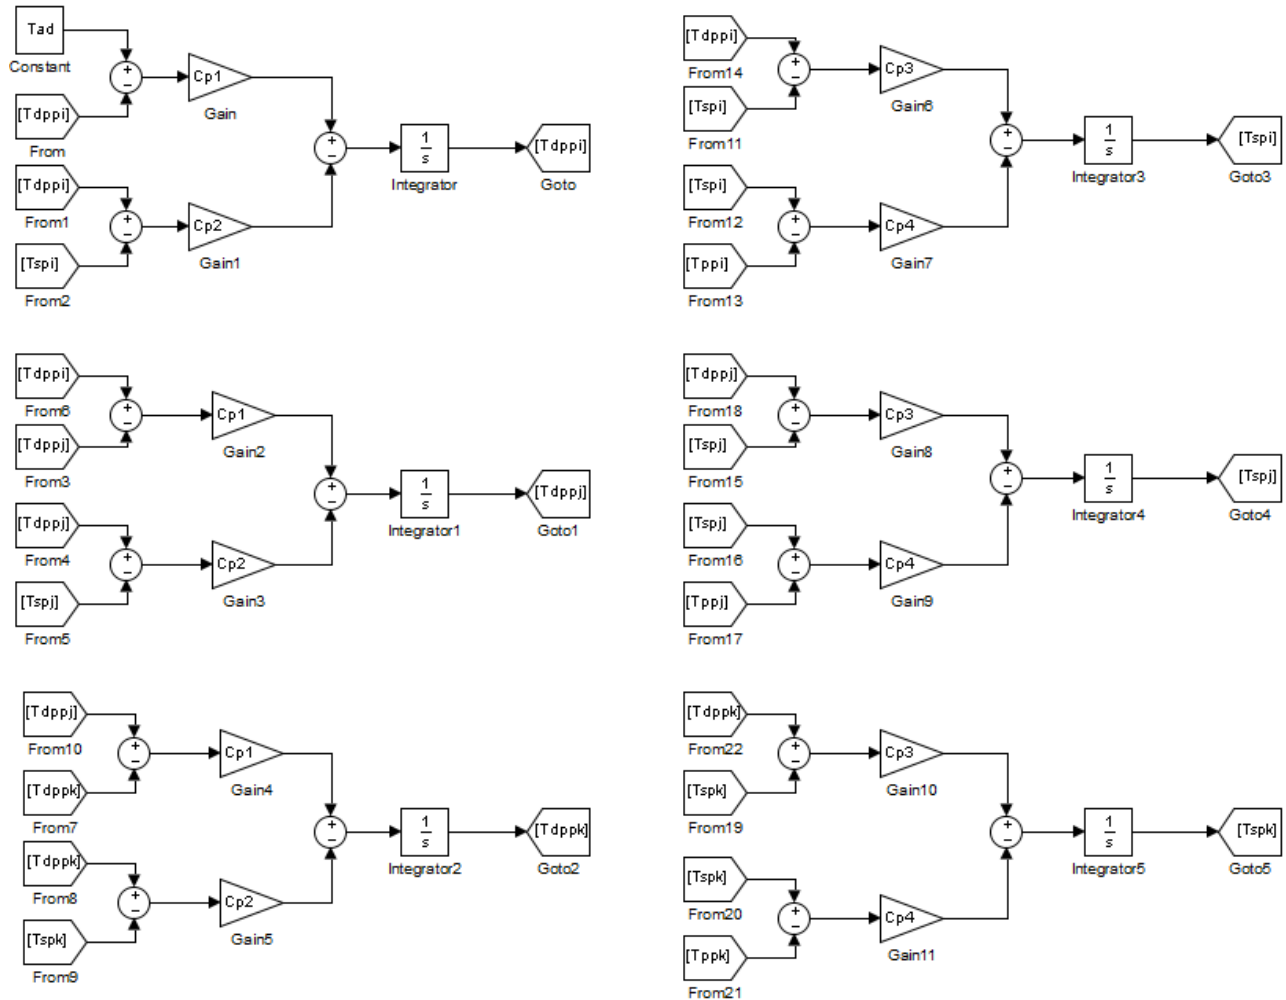 Tad
Constant
+
−
Cp1
Gain
[Tdppi]
From
[Tdppi]
From1
+
−
Cp2
Gain1
[Tspi]
From2
+
−
1
s
Integrator
[Tdppi]
Goto
[Tdppi]
From14
+
−
Cp3
Gain6
[Tspi]
From11
[Tspi]
From12
+
−
Cp4
Gain7
[Tppi]
From13
+
−
1
s
Integrator3
[Tspi]
Goto3
[Tdppi]
From6
+
−
Cp1
Gain2
[Tdppj]
From3
[Tdppj]
From4
+
−
Cp2
Gain3
[Tspj]
From5
+
−
1
s
Integrator1
[Tdppj]
Goto1
[Tdppj]
From18
+
−
Cp3
Gain8
[Tspj]
From15
[Tspj]
From16
+
−
Cp4
Gain9
[Tppj]
From17
+
−
1
s
Integrator4
[Tspj]
Goto4
[Tdppj]
From10
+
−
Cp1
Gain4
[Tdppk]
From7
[Tdppk]
From8
+
−
Cp2
Gain5
[Tspk]
From9
+
−
1
s
Integrator2
[Tdppk]
Goto2
[Tdppk]
From22
+
−
Cp3
Gain10
[Tspk]
From19
[Tspk]
From20
+
−
Cp4
Gain11
[Tppk]
From21
+
−
1
s
Integrator5
[Tspk]
Goto5